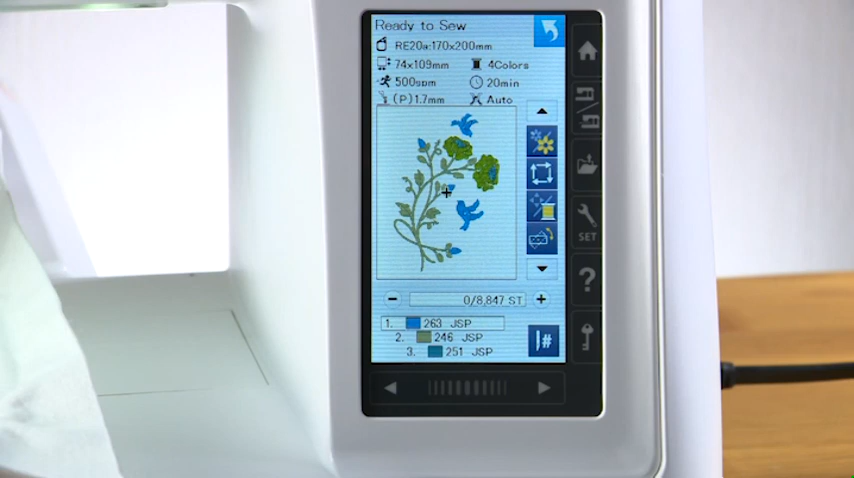 Ready to Sew
RE20a:170x200mm
74x109mm 4Colors
500spm 20min
(P)1.7mm Auto
SET
?
0/8,847 ST
1. 263 JSP
2. 246 JSP
3. 251 JSP
#